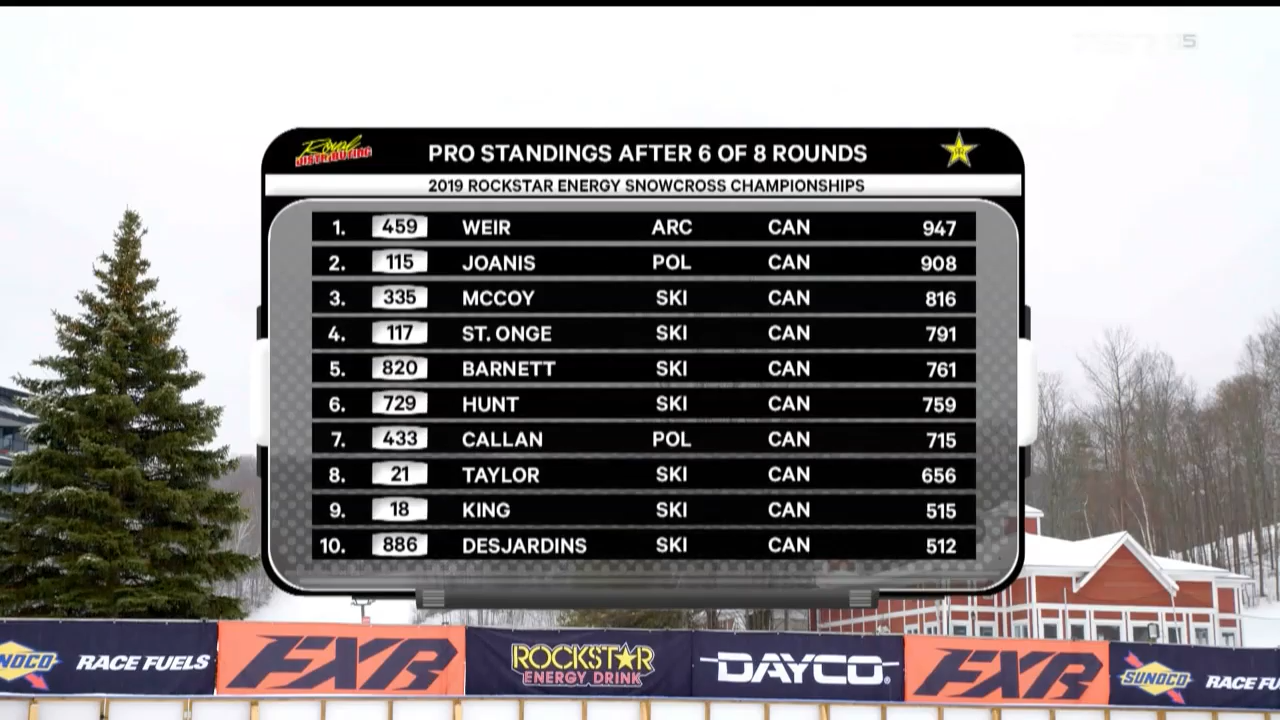 Royal
DISTRIBUTING
PRO STANDINGS AFTER 6 OF 8 ROUNDS
2019 ROCKSTAR ENERGY SNOWCROSS CHAMPIONSHIPS
1. 459 WEIR ARC CAN 947
2. 115 JOANIS POL CAN 908
3. 335 MCCOY SKI CAN 816
4. 117 ST. ONGE SKI CAN 791
5. 820 BARNETT SKI CAN 761
6. 729 HUNT SKI CAN 759
7. 433 CALLAN POL CAN 715
8. 21 TAYLOR SKI CAN 656
9. 18 KING SKI CAN 515
10. 886 DESJARDINS SKI CAN 512
NOCO RACE FUELS
FXR
ROCKSTAR
ENERGY DRINK
DAYCO.
FXR
SUNOCO RACE FU